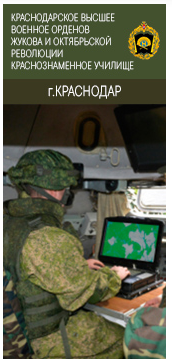 КРАСНОДАРСКОЕ ВЫСШЕЕ
ВОЕННОЕ ОРДЕНОВ
ЖУКОВА И ОКТЯБРЬСКОЙ
РЕВОЛЮЦИИ
КРАСНОЗНАМЕННОЕ УЧИЛИЩЕ
г.КРАСНОДАР